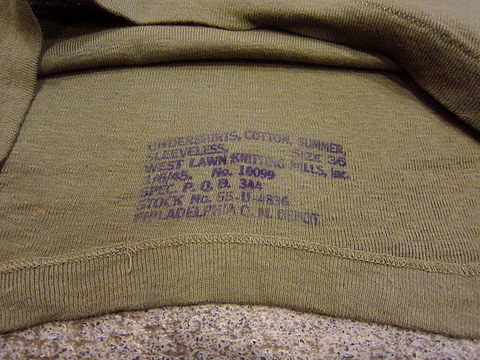 UNDERSHIRTS, COTTON, SUMMER,
SLEEVELESS, SIZE 36
WEST LAWN KNITTING MILLS, Inc.
No. 10099
SPEC. P. Q. D. 344
STOCK No. 55-U-4836
PHILADELPHIA Q. M. DEPOT